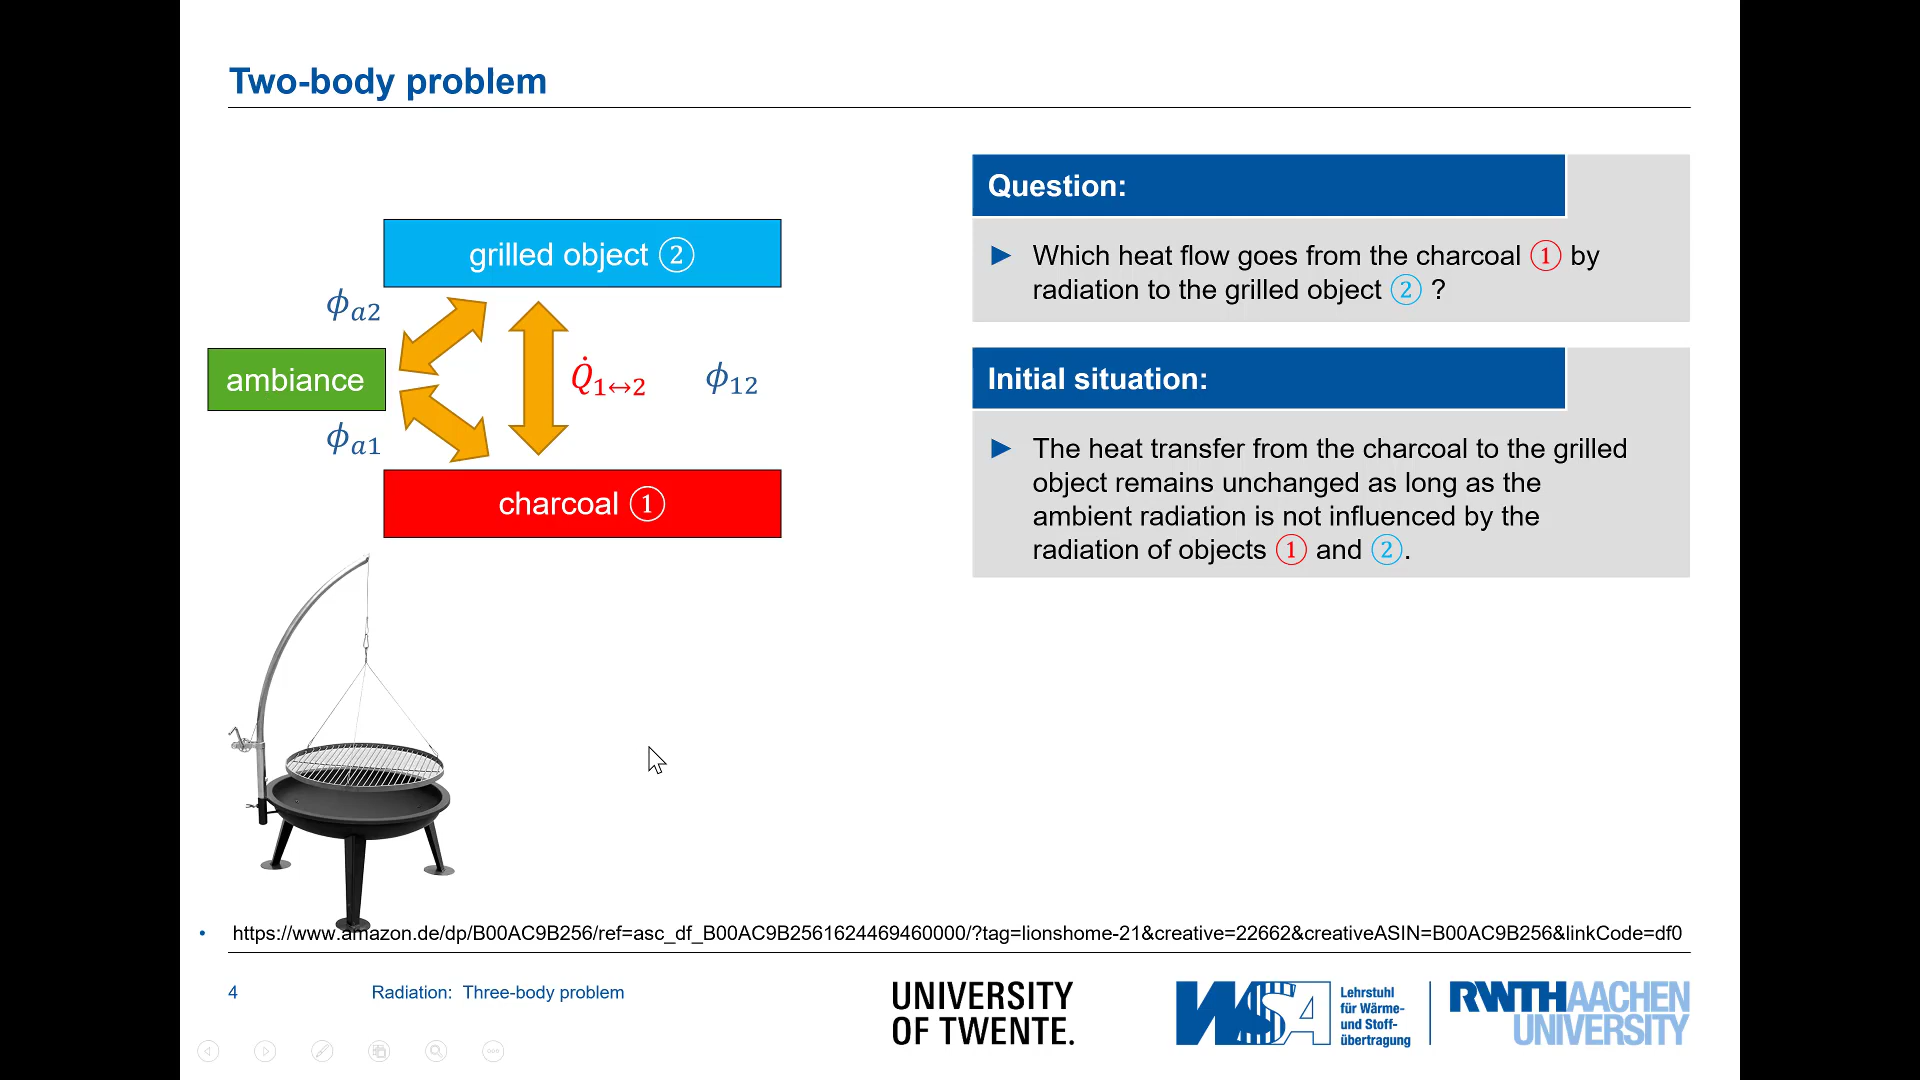 Two-body problem
grilled object ②
ϕa2
ambiance
Q̇1↔2
ϕ12
ϕa1
charcoal ①
Question:
Which heat flow goes from the charcoal ① by
radiation to the grilled object ② ?
Initial situation:
The heat transfer from the charcoal to the grilled
object remains unchanged as long as the
ambient radiation is not influenced by the
radiation of objects ① and ②.
https://www.amazon.de/dp/B00AC9B256/ref=asc_df_B00AC9B2561624469460000/?tag=lionshome-21&creative=22662&creativeASIN=B00AC9B256&linkCode=df0
4
Radiation: Three-body problem
UNIVERSITY
OF TWENTE.
WSA
Lehrstuhl
für Wärme-
und Stoff-
übertragung
RWTHAACHEN
UNIVERSITY